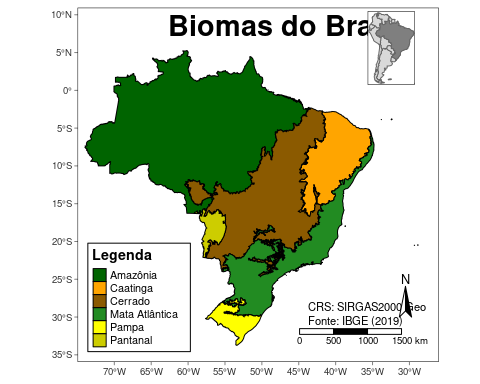 Biomas do Bra
10°N
5°N
0°
5°S
10°S
15°S
20°S
25°S
30°S
35°S
Legenda
Amazônia
Caatinga
Cerrado
Mata Atlântica
Pampa
Pantanal
N
CRS: SIRGAS2000 Geo
Fonte: IBGE (2019)
0 500 1000 1500 km
70°W 65°W 60°W 55°W 50°W 45°W 40°W 35°W 30°W